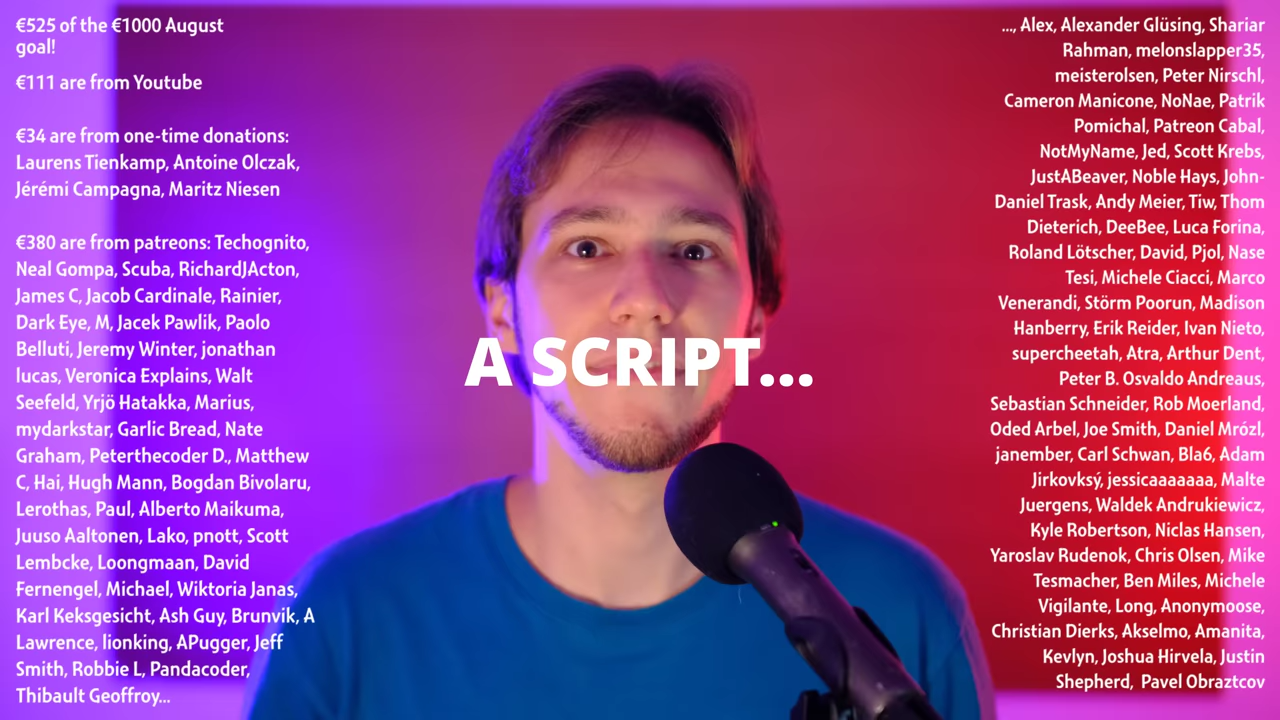 €525 of the €1000 August
goal!
€111 are from Youtube
€34 are from one-time donations:
Laurens Tienkamp, Antoine Olczak,
Jérémi Campagna, Maritz Niesen
€380 are from patreons: Techognito,
Neal Gompa, Scuba, RichardJActon,
James C, Jacob Cardinale, Rainier,
Dark Eye, M, Jacek Pawlik, Paolo
Belluti, Jeremy Winter, jonathan
lucas, Veronica Explains, Walt
Seefeld, Yrjö Hatakka, Marius,
mydarkstar, Garlic Bread, Nate
Graham, Peterthecoder D., Matthew
C, Hai, Hugh Mann, Bogdan Bivolaru,
Lerothas, Paul, Alberto Maikuma,
Juuso Aaltonen, Lako, pnott, Scott
Lembcke, Loongmaan, David
Fernengel, Michael, Wiktoria Janas,
Karl Keksgesicht, Ash Guy, Brunvik, A
Lawrence, lionking, APugger, Jeff
Smith, Robbie L, Pandacoder,
Thibault Geoffroy...
A SCRIPT...
..., Alex, Alexander Glüsing, Shariar
Rahman, melonslapper35,
meisterolsen, Peter Nirschl,
Cameron Manicone, NoNae, Patrik
Pomichal, Patreon Cabal,
NotMyName, Jed, Scott Krebs,
JustABeaver, Noble Hays, John-
Daniel Trask, Andy Meier, Tiw, Thom
Dieterich, DeeBee, Luca Forina,
Roland Lötscher, David, Pjol, Nase
Tesi, Michele Ciacci, Marco
Venerandi, Störm Poorun, Madison
Hanberry, Erik Reider, Ivan Nieto,
supercheetah, Atra, Arthur Dent,
Peter B. Osvaldo Andreaus,
Sebastian Schneider, Rob Moerland,
Oded Arbel, Joe Smith, Daniel Mrózl,
janember, Carl Schwan, Bla6, Adam
Jirkovksý, jessicaaaaaaa, Malte
Juergens, Waldek Andrukiewicz,
Kyle Robertson, Niclas Hansen,
Yaroslav Rudenok, Chris Olsen, Mike
Tesmacher, Ben Miles, Michele
Vigilante, Long, Anonymoose,
Christian Dierks, Akselmo, Amanita,
Kevlyn, Joshua Hirvela, Justin
Shepherd, Pavel Obraztcov